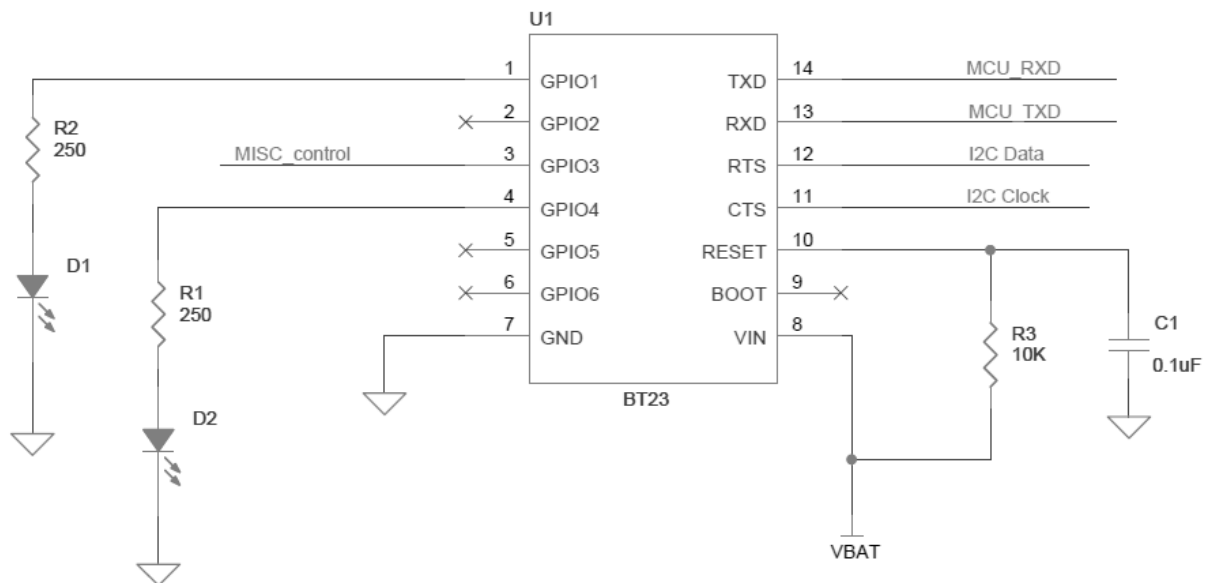 U1
1 GPIO1 TXD 14 MCU_RXD
2 GPIO2 RXD 13 MCU_TXD
3 GPIO3 RTS 12 I2C Data
MISC_control
4 GPIO4 CTS 11 I2C Clock
5 GPIO5 RESET 10
6 GPIO6 BOOT 9
7 GND VIN 8
BT23
R2
250
D1
R1
250
D2
R3
10K
C1
0.1uF
VBAT